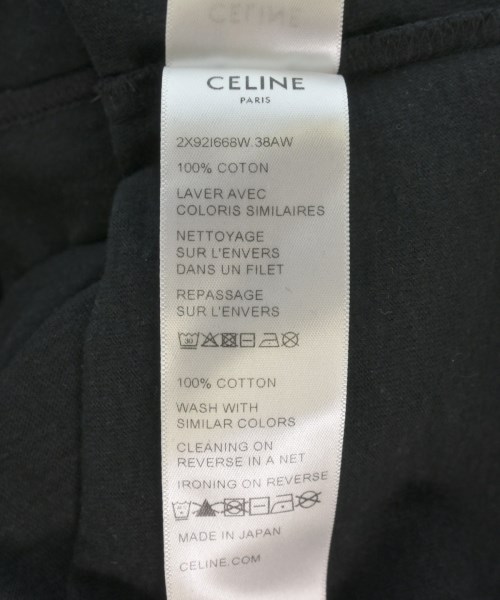 CELINE
CELINE
PARIS
2X92I668W.38AW
100% COTON
LAVER AVEC
COLORIS SIMILAIRES
NETTOYAGE
SUR L'ENVERS
DANS UN FILET
REPASSAGE
SUR L'ENVERS
30
100% COTTON
WASH WITH
SIMILAR COLORS
CLEANING ON
REVERSE IN A NET
IRONING ON REVERSE
MADE IN JAPAN
CELINE.COM